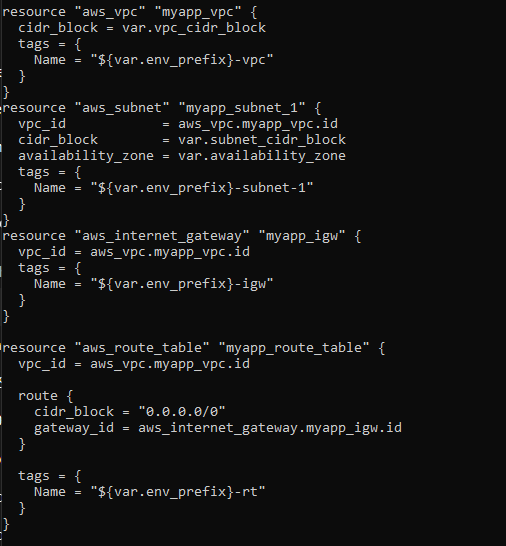 resource "aws_vpc" "myapp_vpc" {
  cidr_block = var.vpc_cidr_block
  tags = {
    Name = "${var.env_prefix}-vpc"
  }
}
resource "aws_subnet" "myapp_subnet_1" {
  vpc_id            = aws_vpc.myapp_vpc.id
  cidr_block        = var.subnet_cidr_block
  availability_zone = var.availability_zone
  tags = {
    Name = "${var.env_prefix}-subnet-1"
  }
}
resource "aws_internet_gateway" "myapp_igw" {
  vpc_id = aws_vpc.myapp_vpc.id
  tags = {
    Name = "${var.env_prefix}-igw"
  }
}

resource "aws_route_table" "myapp_route_table" {
  vpc_id = aws_vpc.myapp_vpc.id

  route {
    cidr_block = "0.0.0.0/0"
    gateway_id = aws_internet_gateway.myapp_igw.id
  }

  tags = {
    Name = "${var.env_prefix}-rt"
  }
}